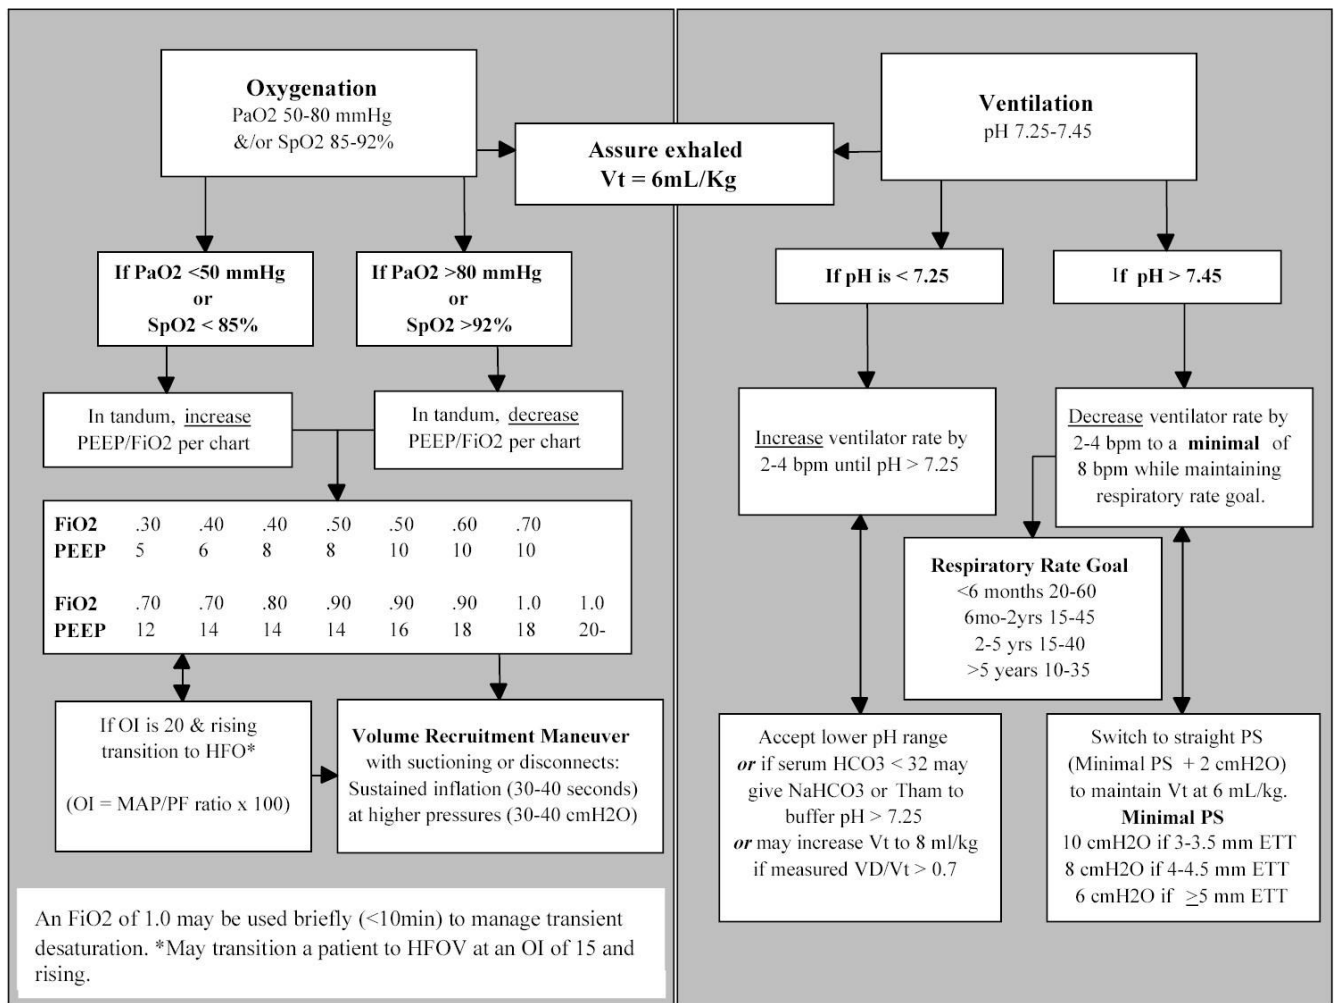 Oxygenation
PaO2 50-80 mmHg
&/or SpO2 85-92%
Assure exhaled
Vt = 6mL/Kg
Ventilation
pH 7.25-7.45
If PaO2 <50 mmHg
or
SpO2 < 85%
If PaO2 >80 mmHg
or
SpO2 >92%
If pH is < 7.25
If pH > 7.45
In tandum, increase
PEEP/FiO2 per chart
In tandum, decrease
PEEP/FiO2 per chart
Increase ventilator rate by
2-4 bpm until pH > 7.25
Decrease ventilator rate by
2-4 bpm to a minimal of
8 bpm while maintaining
respiratory rate goal.
FiO2 .30 .40 .40 .50 .50 .60 .70
PEEP 5 6 8 8 10 10 10
FiO2 .70 .70 .80 .90 .90 .90 1.0 1.0
PEEP 12 14 14 14 16 18 18 20-
Respiratory Rate Goal
<6 months 20-60
6mo-2yrs 15-45
2-5 yrs 15-40
>5 years 10-35
If OI is 20 & rising
transition to HFO*
(OI = MAP/PF ratio x 100)
Volume Recruitment Maneuver
with suctioning or disconnects:
Sustained inflation (30-40 seconds)
at higher pressures (30-40 cmH2O)
Accept lower pH range
or if serum HCO3 < 32 may
give NaHCO3 or Tham to
buffer pH > 7.25
or may increase Vt to 8 ml/kg
if measured VD/Vt > 0.7
Switch to straight PS
(Minimal PS + 2 cmH2O)
to maintain Vt at 6 mL/kg.
Minimal PS
10 cmH2O if 3-3.5 mm ETT
8 cmH2O if 4-4.5 mm ETT
6 cmH2O if ≥5 mm ETT
An FiO2 of 1.0 may be used briefly (<10min) to manage transient
desaturation. *May transition a patient to HFOV at an OI of 15 and
rising.